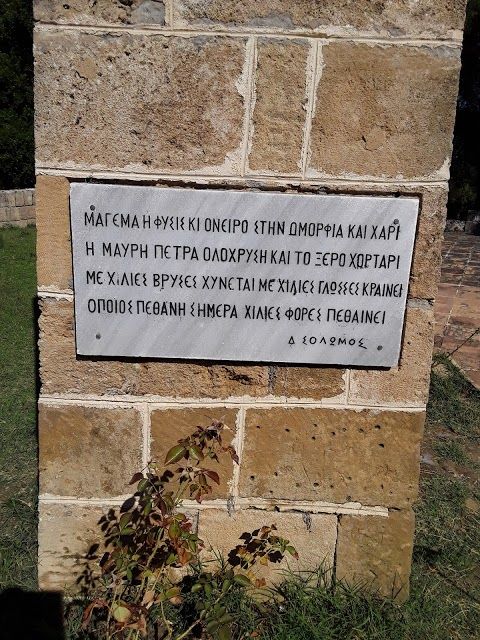 ΜΑΓΕΜΑ Η ΦΥΣΙΣ ΚΙ ΟΝΕΙΡΟ ΣΤΗΝ ΩΜΟΡΦΙΑ ΚΑΙ ΧΑΡΙ
Η ΜΑΥΡΗ ΠΕΤΡΑ ΟΛΟΧΡΥΣΗ ΚΑΙ ΤΟ ΞΕΡΟ ΧΩΡΤΑΡΙ
ΜΕ ΧΙΛΙΕΣ ΒΡΥΣΕΣ ΧΥΝΕΤΑΙ ΜΕ ΧΙΛΙΕΣ ΓΛΩΣΣΕΣ ΚΡΑΙΝΕΙ
ΟΠΟΙΟΣ ΠΕΘΑΝΗ ΣΗΜΕΡΑ ΧΙΛΙΕΣ ΦΟΡΕΣ ΠΕΘΑΙΝΕΙ
Δ ΣΟΛΩΜΟΣ